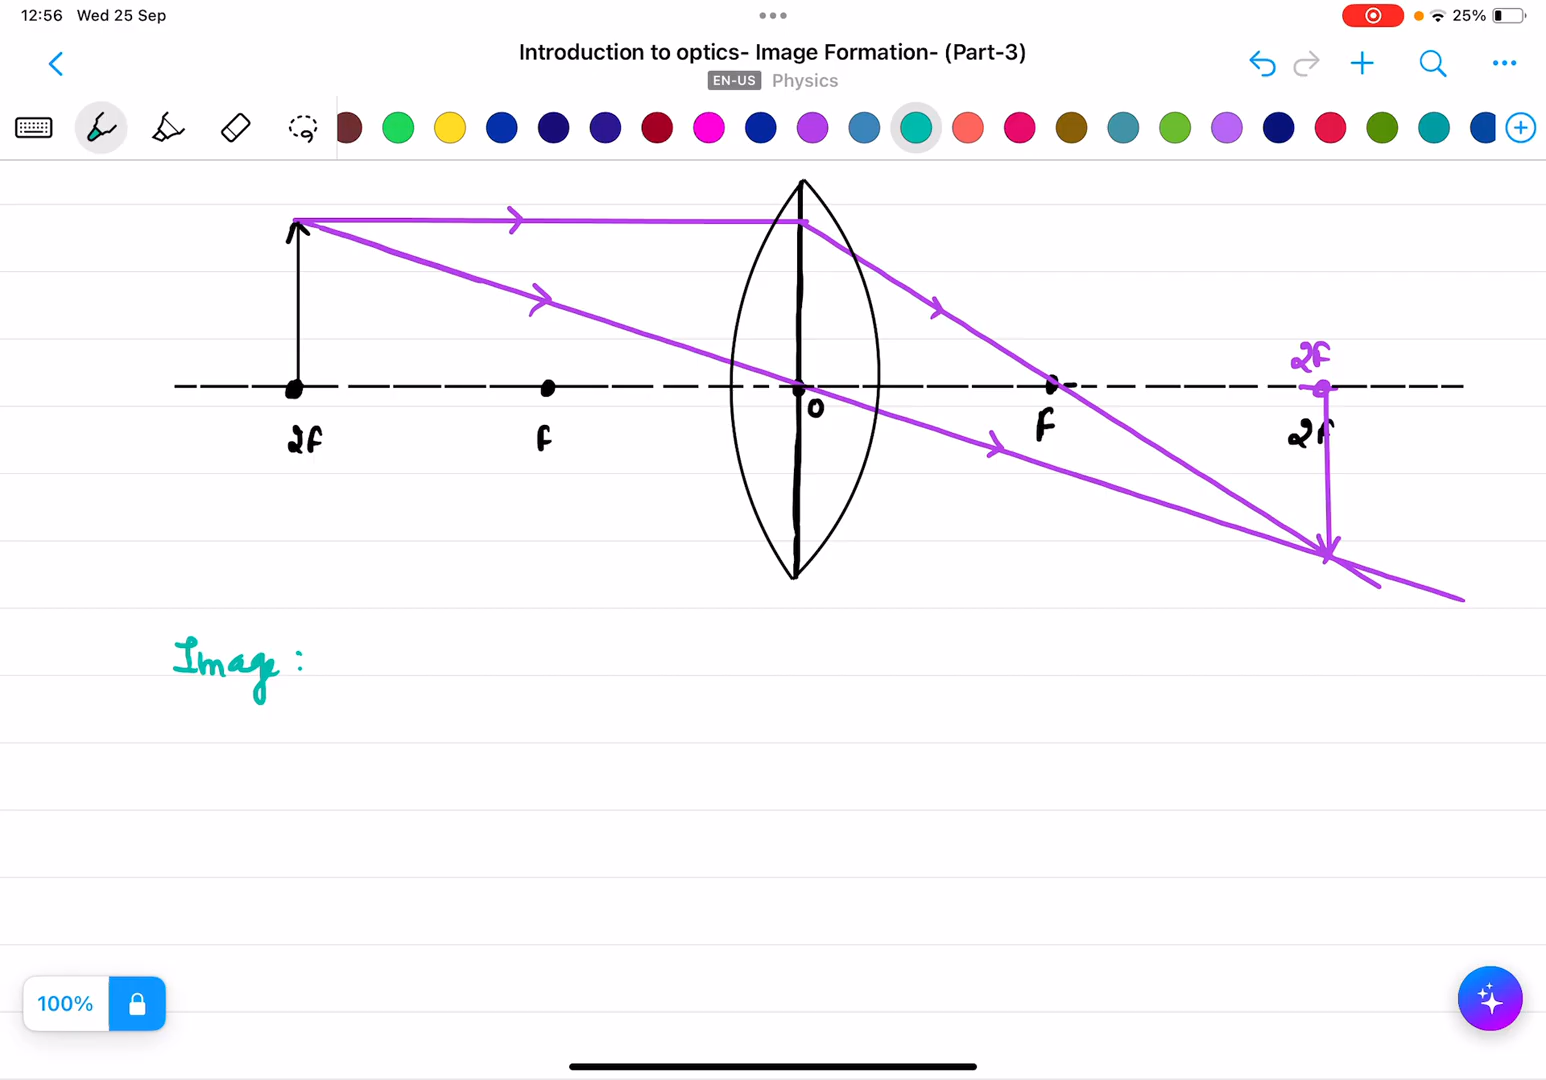 12:56 Wed 25 Sep
25%
Introduction to optics- Image Formation- (Part-3)
EN-US Physics
2F
O
F
2F
F
2F
Image :
100%